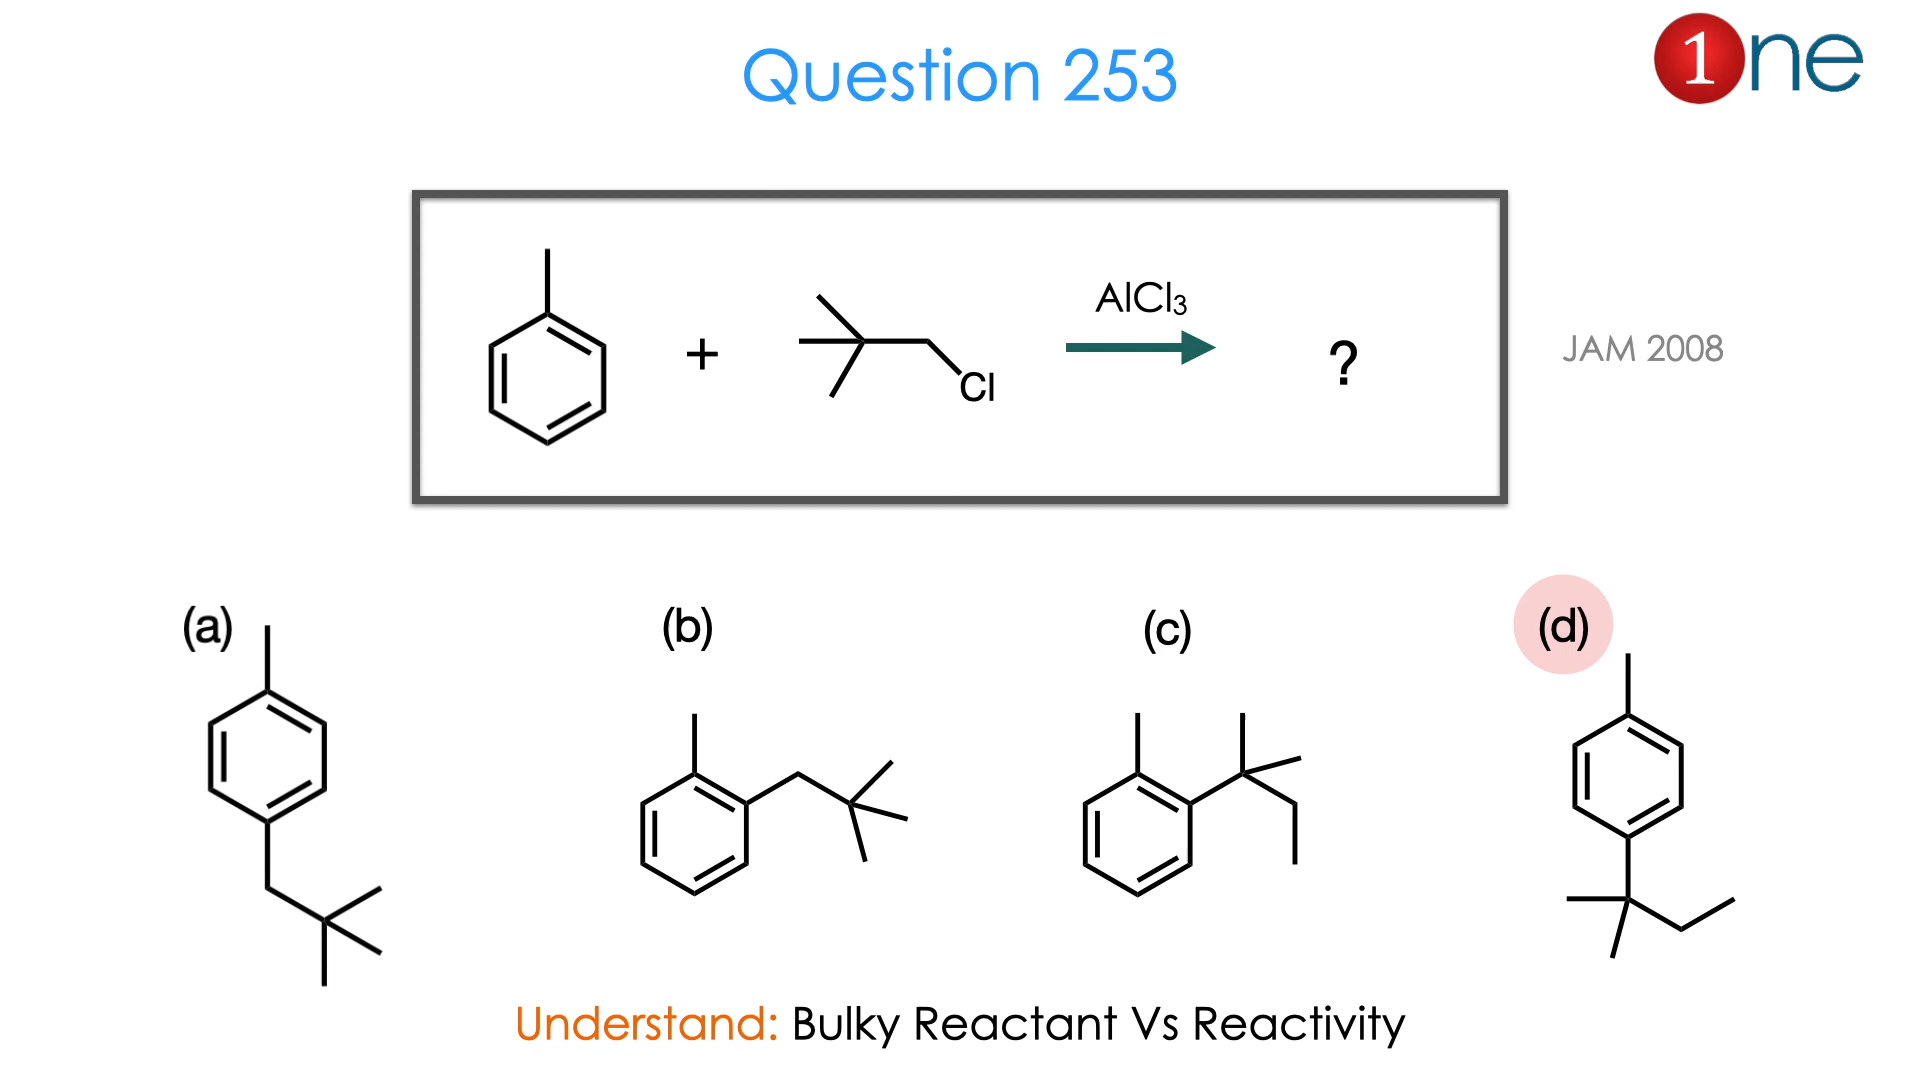 Question 253
1ne
+
Cl
AlCl₃
?
JAM 2008
(a)
(b)
(c)
(d)
Understand: Bulky Reactant Vs Reactivity